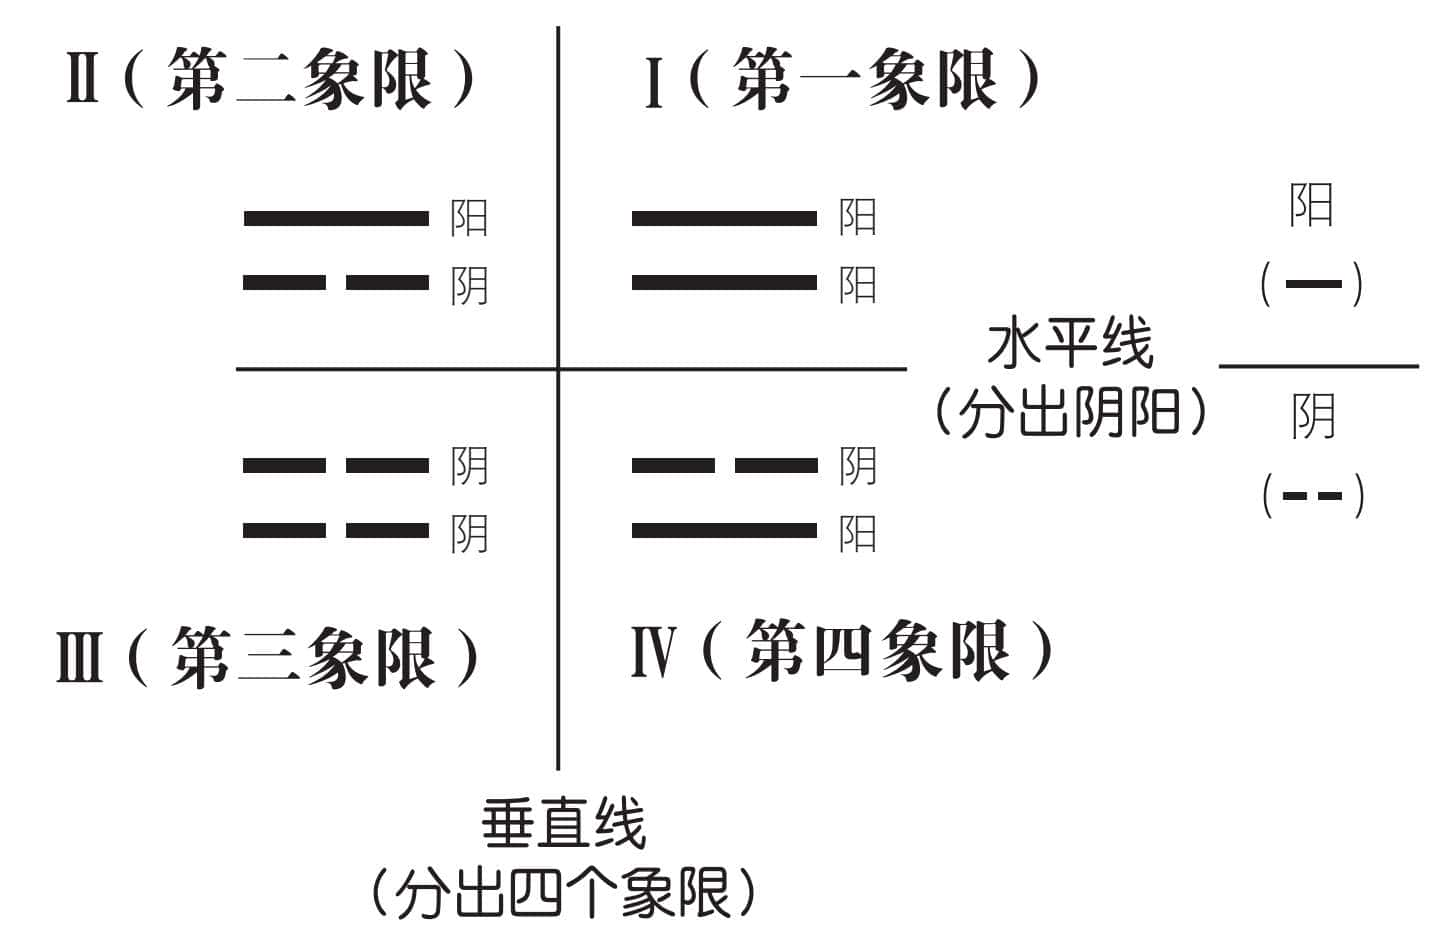 II（第二象限）
I（第一象限）
阳
阴
阳
阳
阳
（）
水平线
（分出阴阳）
阴
（）
阴
阴
阴
阳
III（第三象限）
IV（第四象限）
垂直线
（分出四个象限）